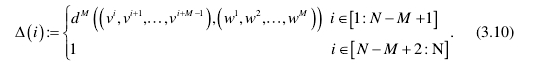 Δ(i):= { d^M ((v^i, v^{i+1},…, v^{i+M−1}), (w^1, w^2,…, w^M)) i∈[1: N−M+1]
1 i∈[N−M+2:N] . (3.10)